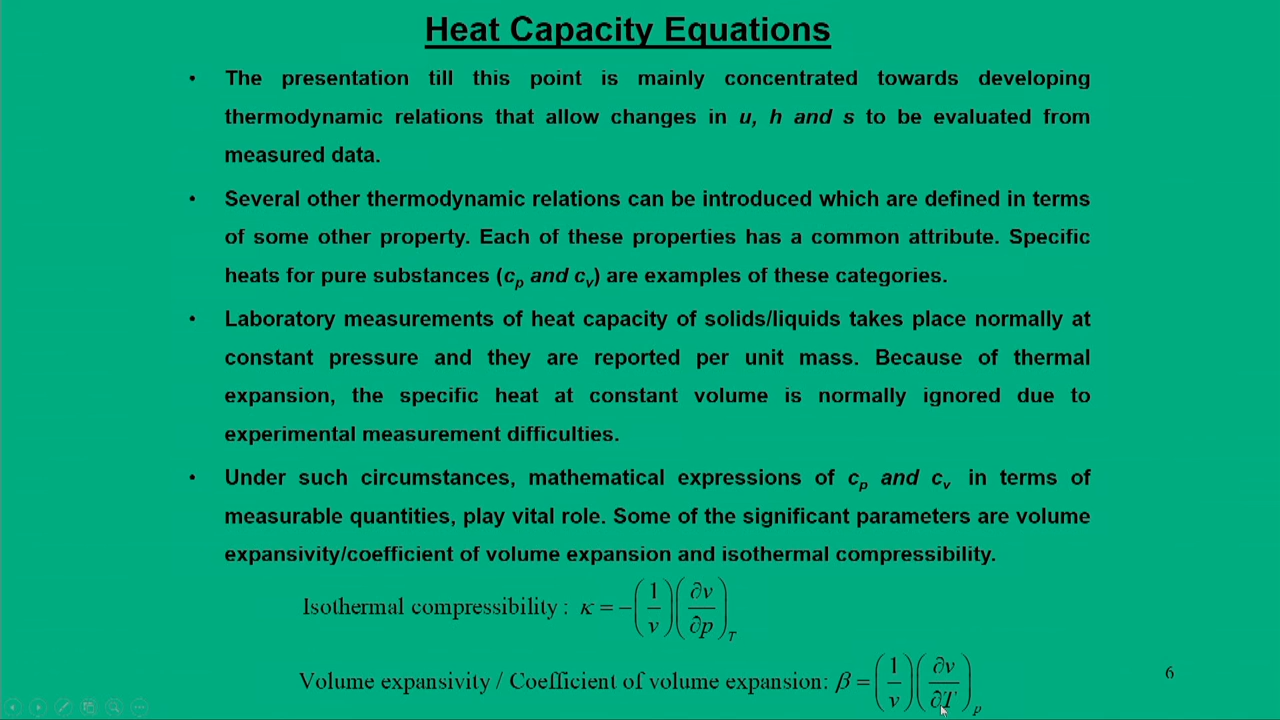 Heat Capacity Equations
• The presentation till this point is mainly concentrated towards developing
thermodynamic relations that allow changes in u, h and s to be evaluated from
measured data.
• Several other thermodynamic relations can be introduced which are defined in terms
of some other property. Each of these properties has a common attribute. Specific
heats for pure substances (c_p and c_v) are examples of these categories.
• Laboratory measurements of heat capacity of solids/liquids takes place normally at
constant pressure and they are reported per unit mass. Because of thermal
expansion, the specific heat at constant volume is normally ignored due to
experimental measurement difficulties.
• Under such circumstances, mathematical expressions of c_p and c_v in terms of
measurable quantities, play vital role. Some of the significant parameters are volume
expansivity/coefficient of volume expansion and isothermal compressibility.
Isothermal compressibility : κ = −(1/v)(∂v/∂p)_T
Volume expansivity / Coefficient of volume expansion: β = (1/v)(∂v/∂T)_p
6